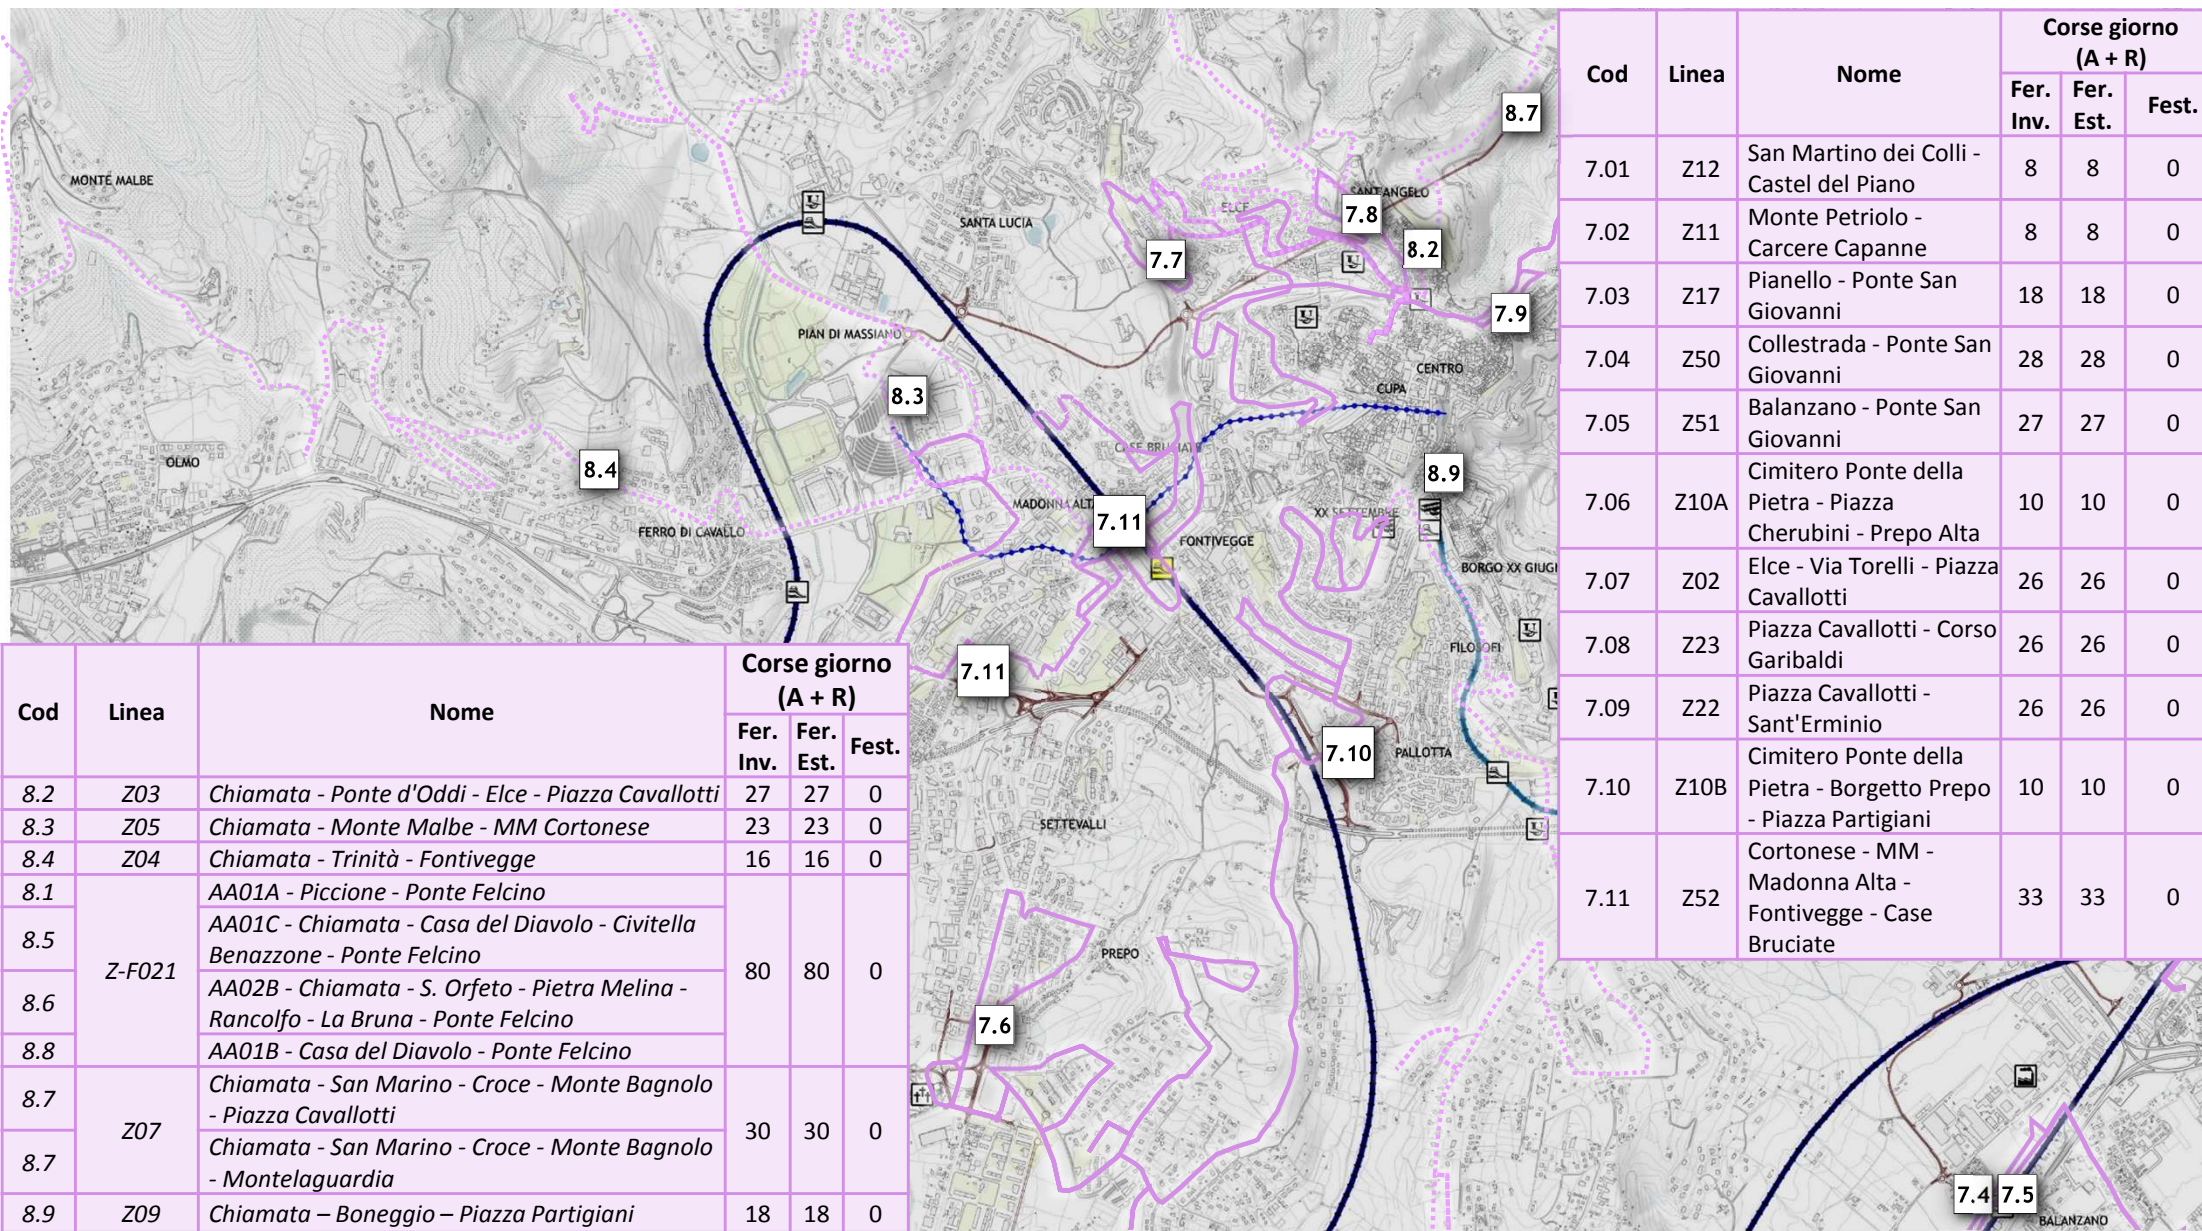 MONTE MALBE
SANTA LUCIA
ELCE
SANT'ANGELO
8.7
7.8
8.2
7.7
7.9
PIAN DI MASSIANO
8.3
CENTRO
CUPA
CASE BRUCIATE
OLMO
8.4
8.9
FERRO DI CAVALLO
MADONNA ALTA
7.11
XX SETTEMBRE
FONTIVEGGE
FILOSOFI
7.11
7.10
PALLOTTA
SETTEVALLI
PREPO
7.6
7.4
7.5
BALANZANO
Cod Linea Nome Corse giorno
(A + R)
Fer.
Inv.
Fer.
Est.
Fest.
7.01 Z12 San Martino dei Colli -
Castel del Piano 8 8 0
7.02 Z11 Monte Petriolo -
Carcere Capanne 8 8 0
7.03 Z17 Pianello - Ponte San
Giovanni 18 18 0
7.04 Z50 Collestrada - Ponte San
Giovanni 28 28 0
7.05 Z51 Balanzano - Ponte San
Giovanni 27 27 0
7.06 Z10A Cimitero Ponte della
Pietra - Piazza
Cherubini - Prepo Alta 10 10 0
7.07 Z02 Elce - Via Torelli - Piazza
Cavallotti 26 26 0
7.08 Z23 Piazza Cavallotti - Corso
Garibaldi 26 26 0
7.09 Z22 Piazza Cavallotti -
Sant'Erminio 26 26 0
7.10 Z10B Cimitero Ponte della
Pietra - Borgetto Prepo
- Piazza Partigiani 10 10 0
7.11 Z52 Cortonese - MM -
Madonna Alta -
Fontivegge - Case
Bruciate 33 33 0
Cod Linea Nome Corse giorno
(A + R)
Fer.
Inv.
Fer.
Est.
Fest.
8.2 Z03 Chiamata - Ponte d'Oddi - Elce - Piazza Cavallotti 27 27 0
8.3 Z05 Chiamata - Monte Malbe - MM Cortonese 23 23 0
8.4 Z04 Chiamata - Trinità - Fontivegge 16 16 0
8.1 Z-F021 AA01A - Piccione - Ponte Felcino 80 80 0
8.5 AA01C - Chiamata - Casa del Diavolo - Civitella
Benazzone - Ponte Felcino
8.6 AA02B - Chiamata - S. Orfeto - Pietra Melina -
Rancolfo - La Bruna - Ponte Felcino
8.8 AA01B - Casa del Diavolo - Ponte Felcino
8.7 Z07 Chiamata - San Marino - Croce - Monte Bagnolo
- Piazza Cavallotti 30 30 0
8.7 Chiamata - San Marino - Croce - Monte Bagnolo
- Montelaguardia
8.9 Z09 Chiamata – Boneggio – Piazza Partigiani 18 18 0